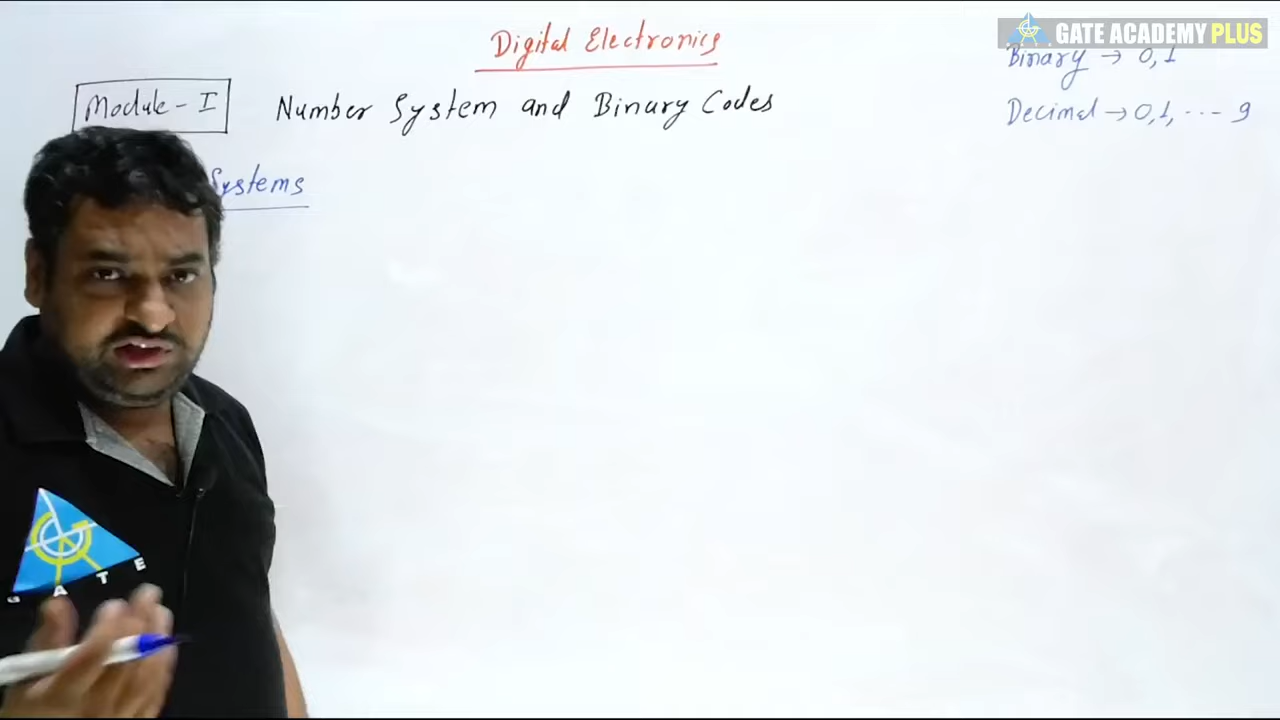 Digital Electronics
GATE ACADEMY PLUS
Binary → 0,1
Module - I Number System and Binary Codes
Decimal → 0,1, ---- 9
Systems
GATE